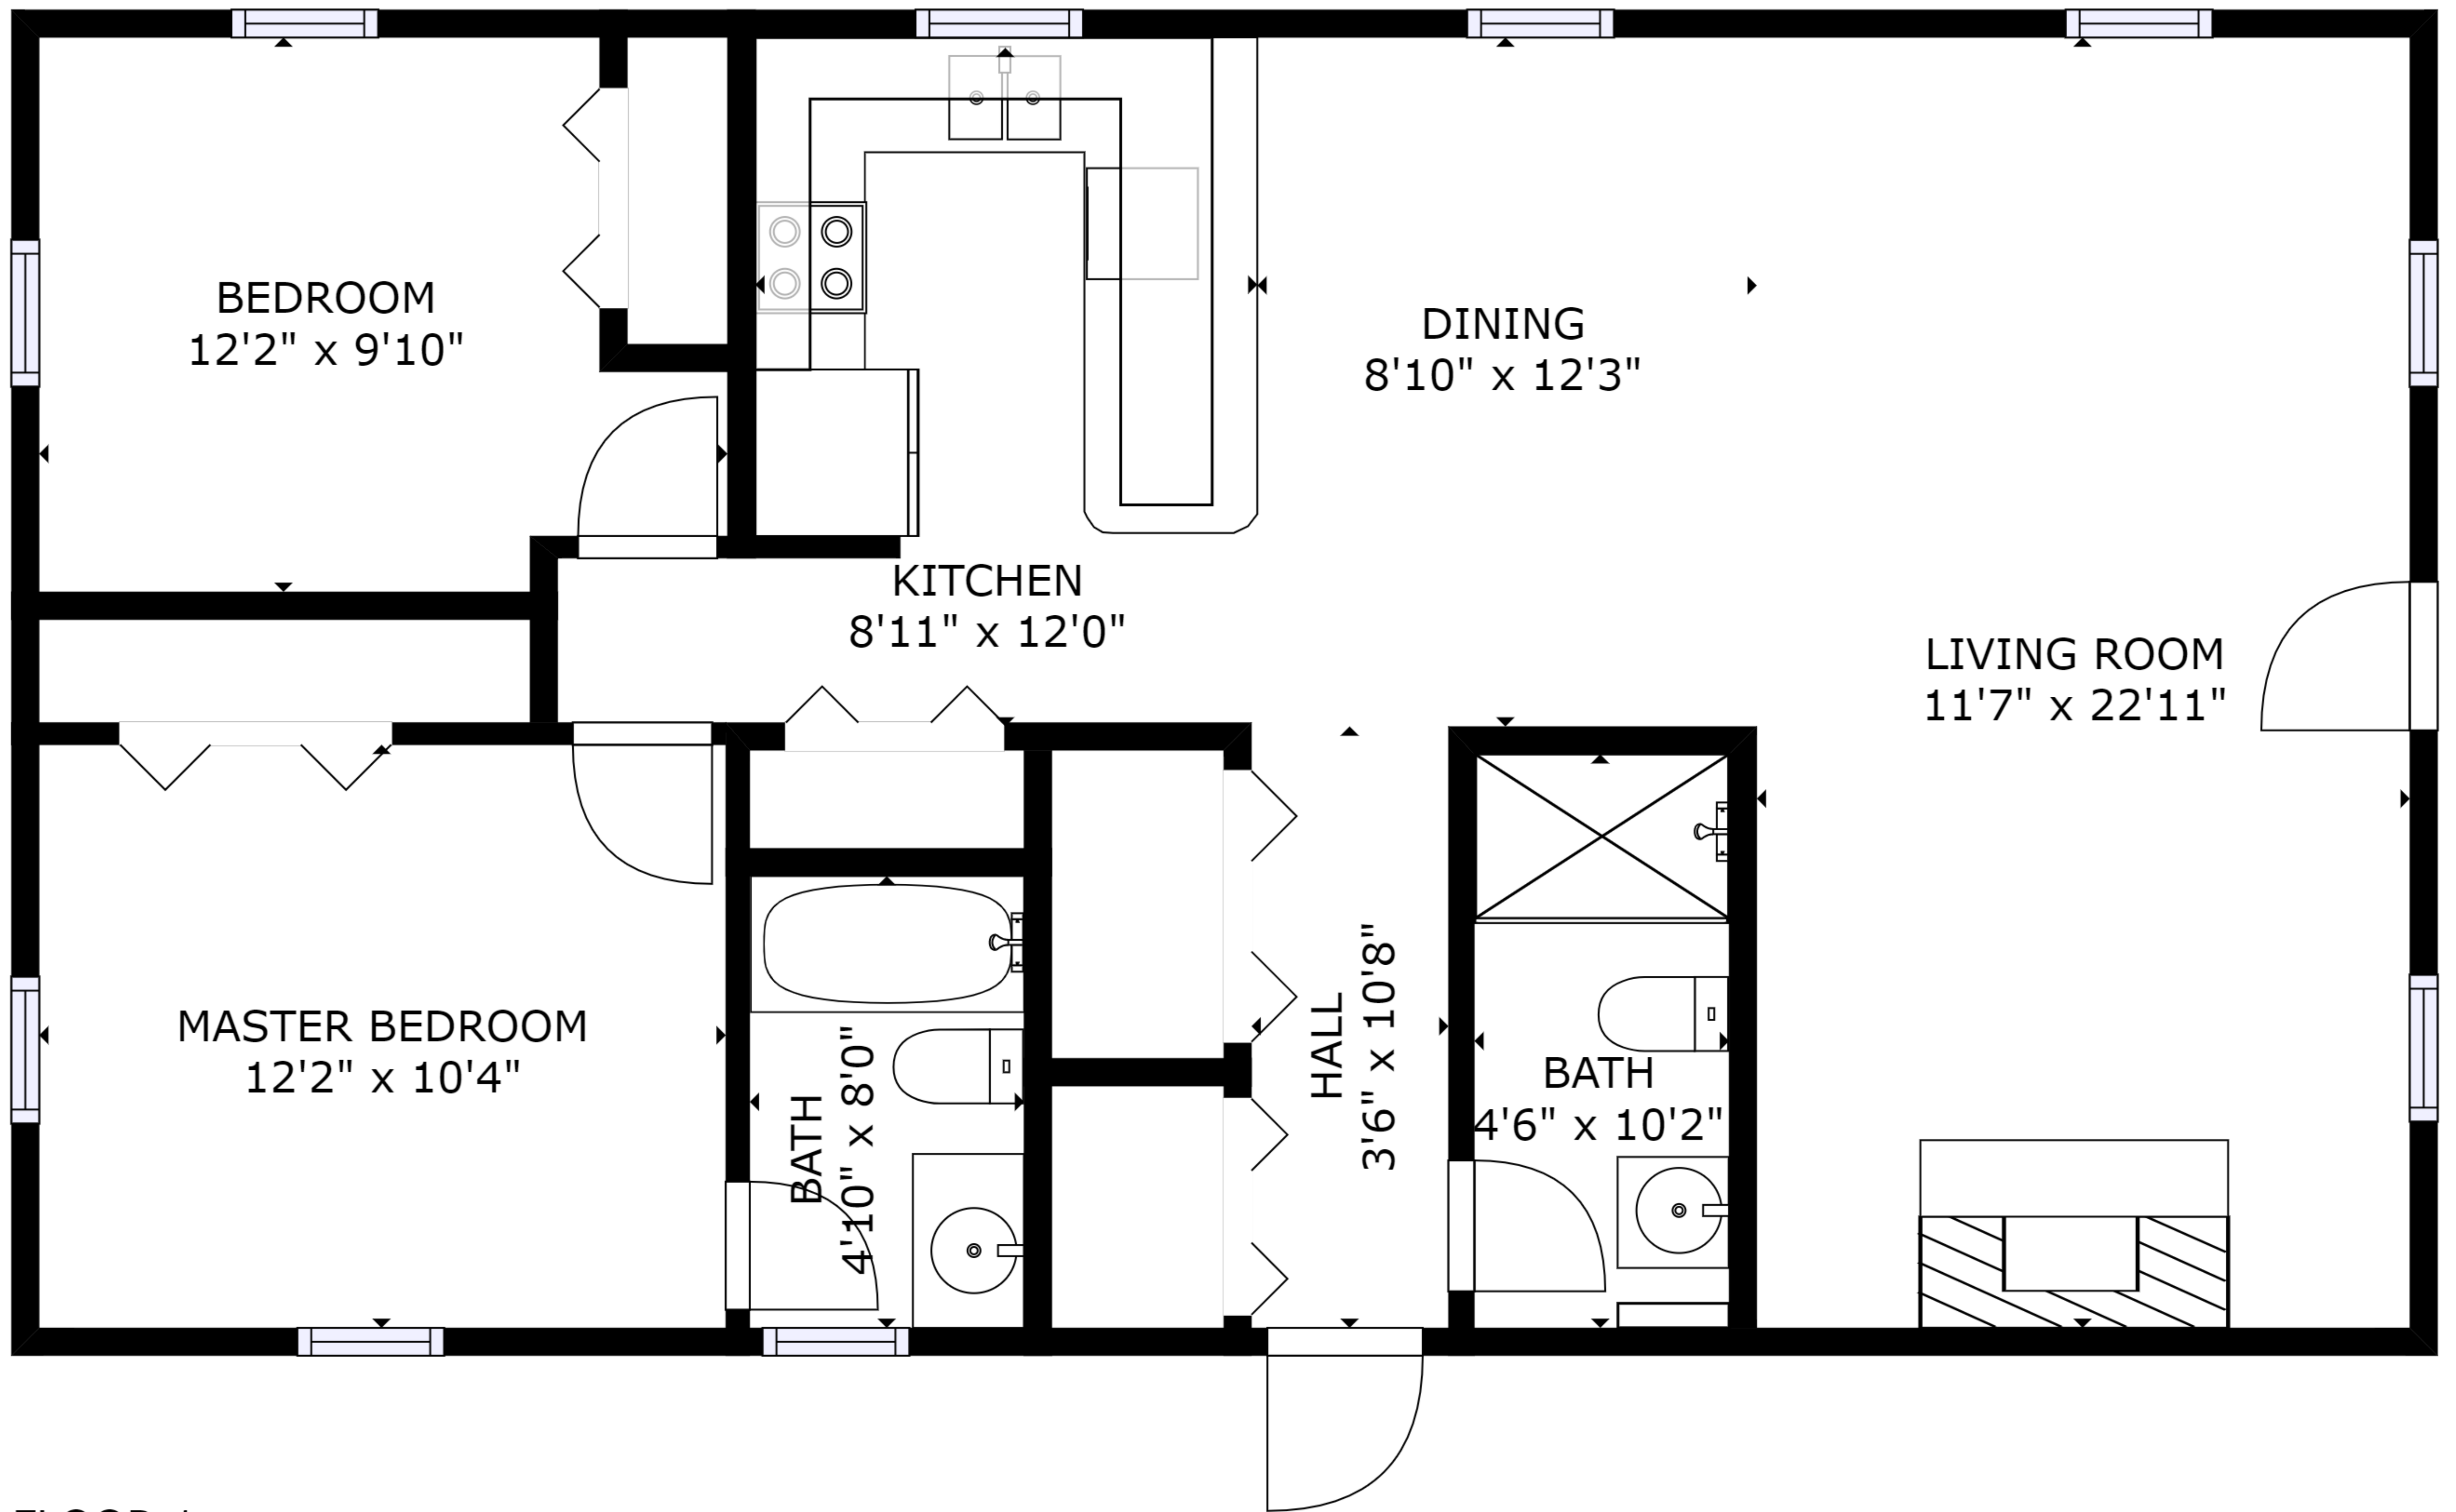 BEDROOM
12'2" x 9'10"
DINING
8'10" x 12'3"
KITCHEN
8'11" x 12'0"
LIVING ROOM
11'7" x 22'11"
MASTER BEDROOM
12'2" x 10'4"
BATH
4'10" x 8'0"
HALL
3'6" x 10'8"
BATH
4'6" x 10'2"